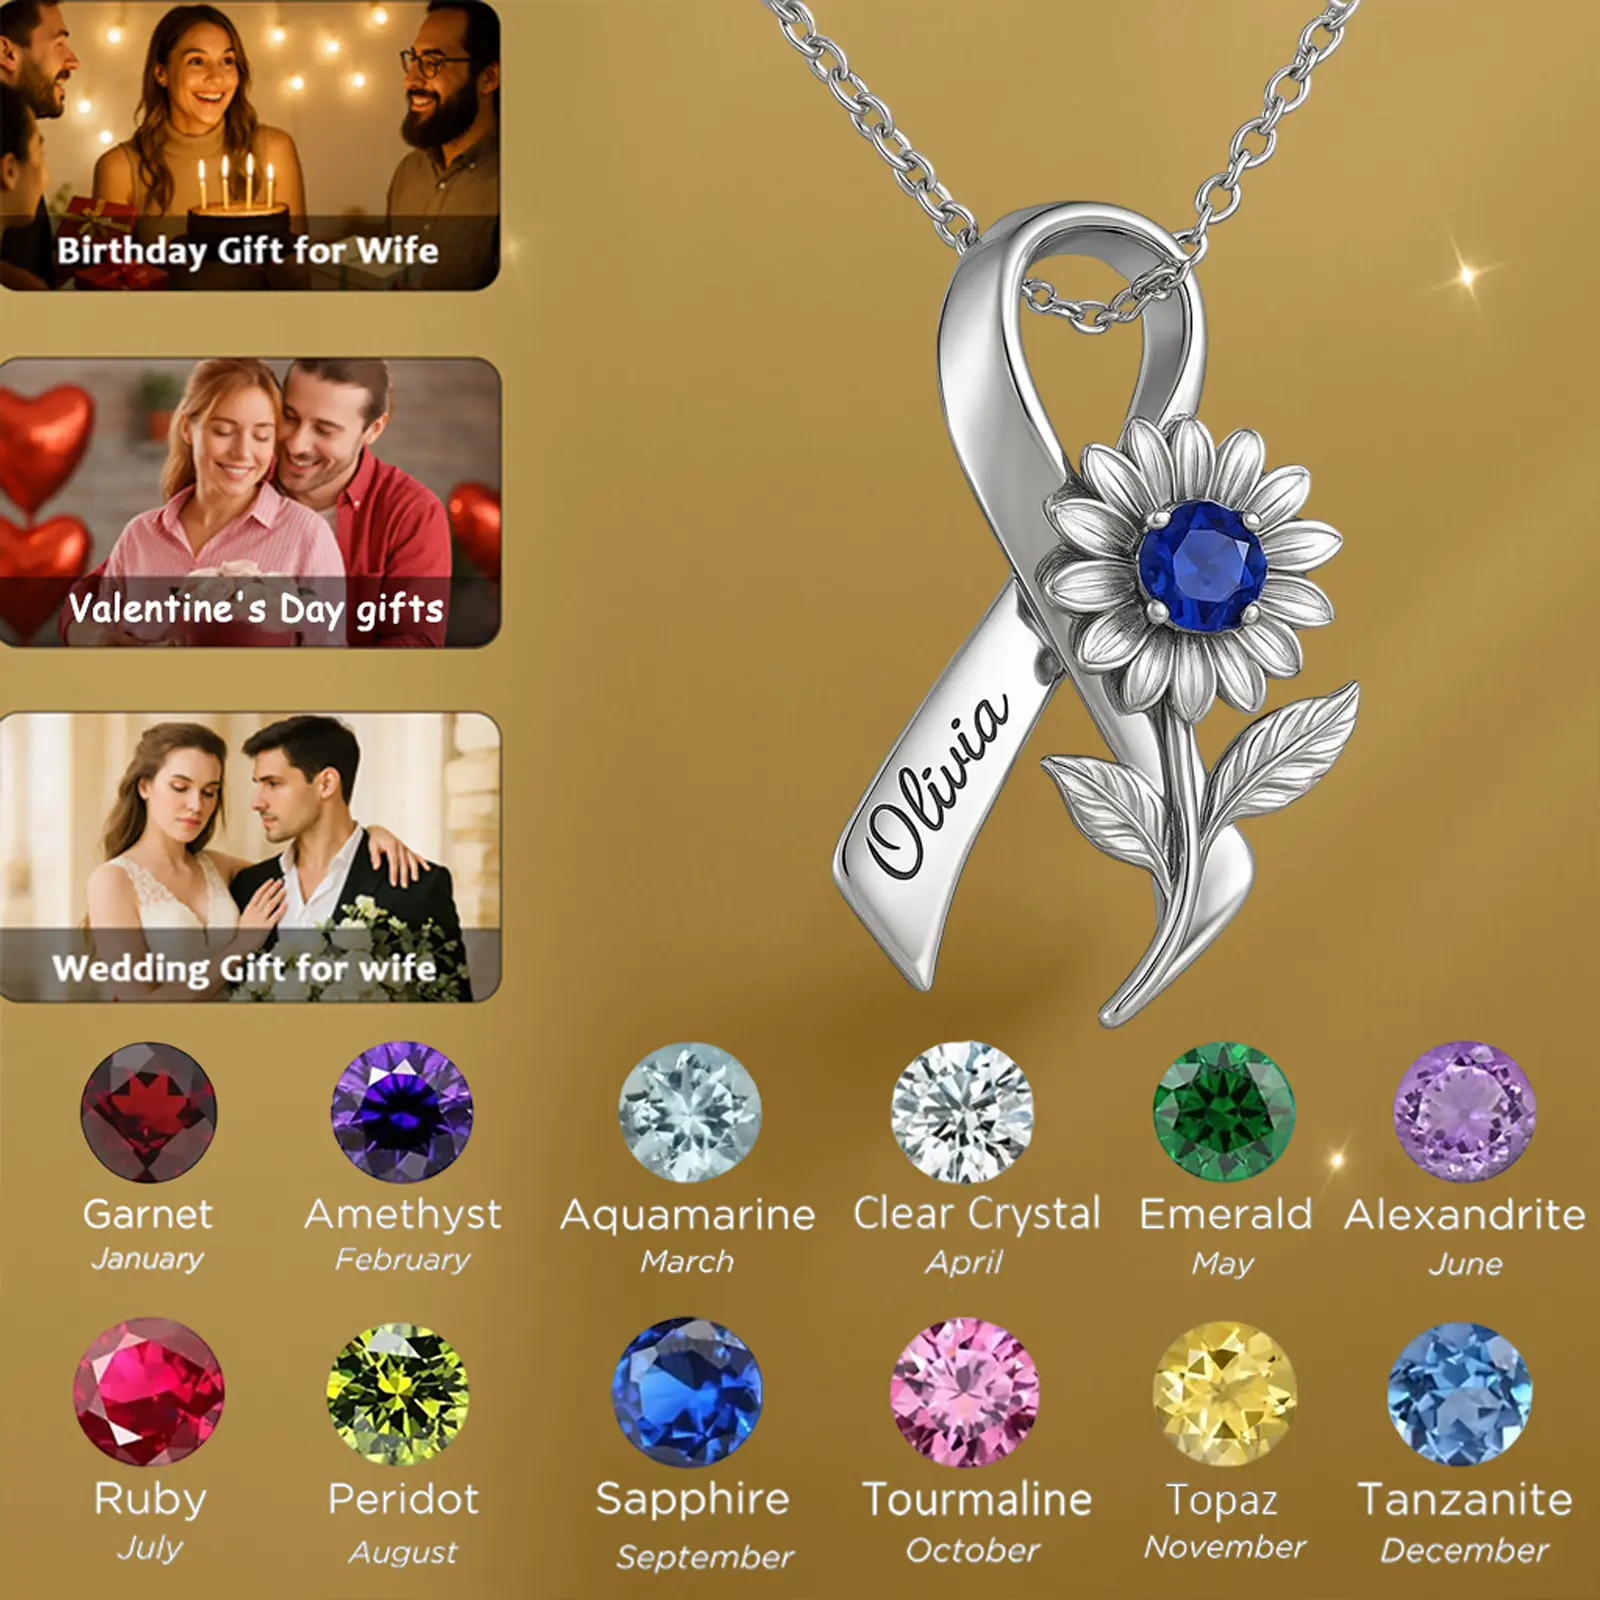 Birthday Gift for Wife
Valentine's Day gifts
Wedding Gift for wife
Olivia
Garnet
January
Amethyst
February
Aquamarine
March
Clear Crystal
April
Emerald
May
Alexandrite
June
Ruby
July
Peridot
August
Sapphire
September
Tourmaline
October
Topaz
November
Tanzanite
December